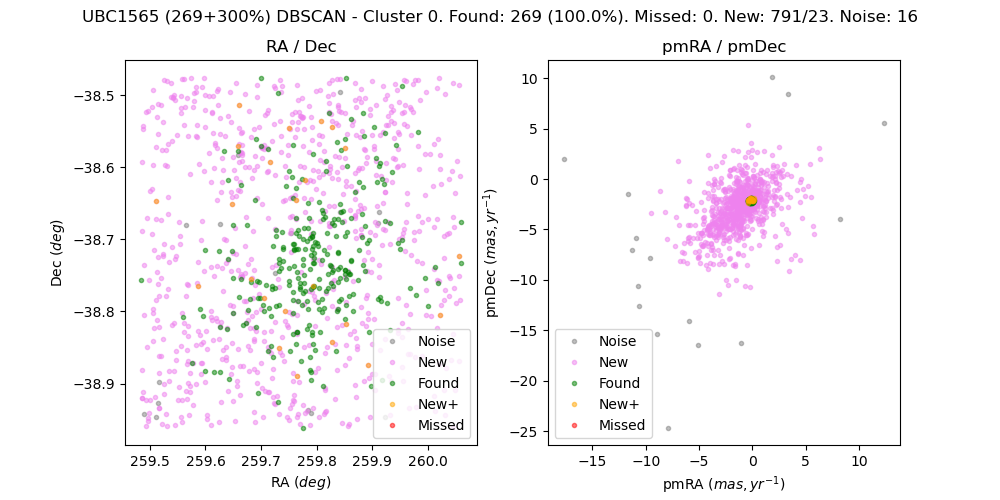 UBC1565 (269+300%) DBSCAN - Cluster 0. Found: 269 (100.0%). Missed: 0. New: 791/23. Noise: 16
RA / Dec
−38.5
−38.6
−38.7
−38.8
−38.9
Dec (deg)
259.5 259.6 259.7 259.8 259.9 260.0
RA (deg)
Noise
New
Found
New+
Missed
pmRA / pmDec
10
5
0
−5
−10
−15
−20
−25
pmDec (mas, yr⁻¹)
−15 −10 −5 0 5 10
pmRA (mas, yr⁻¹)
Noise
New
Found
New+
Missed